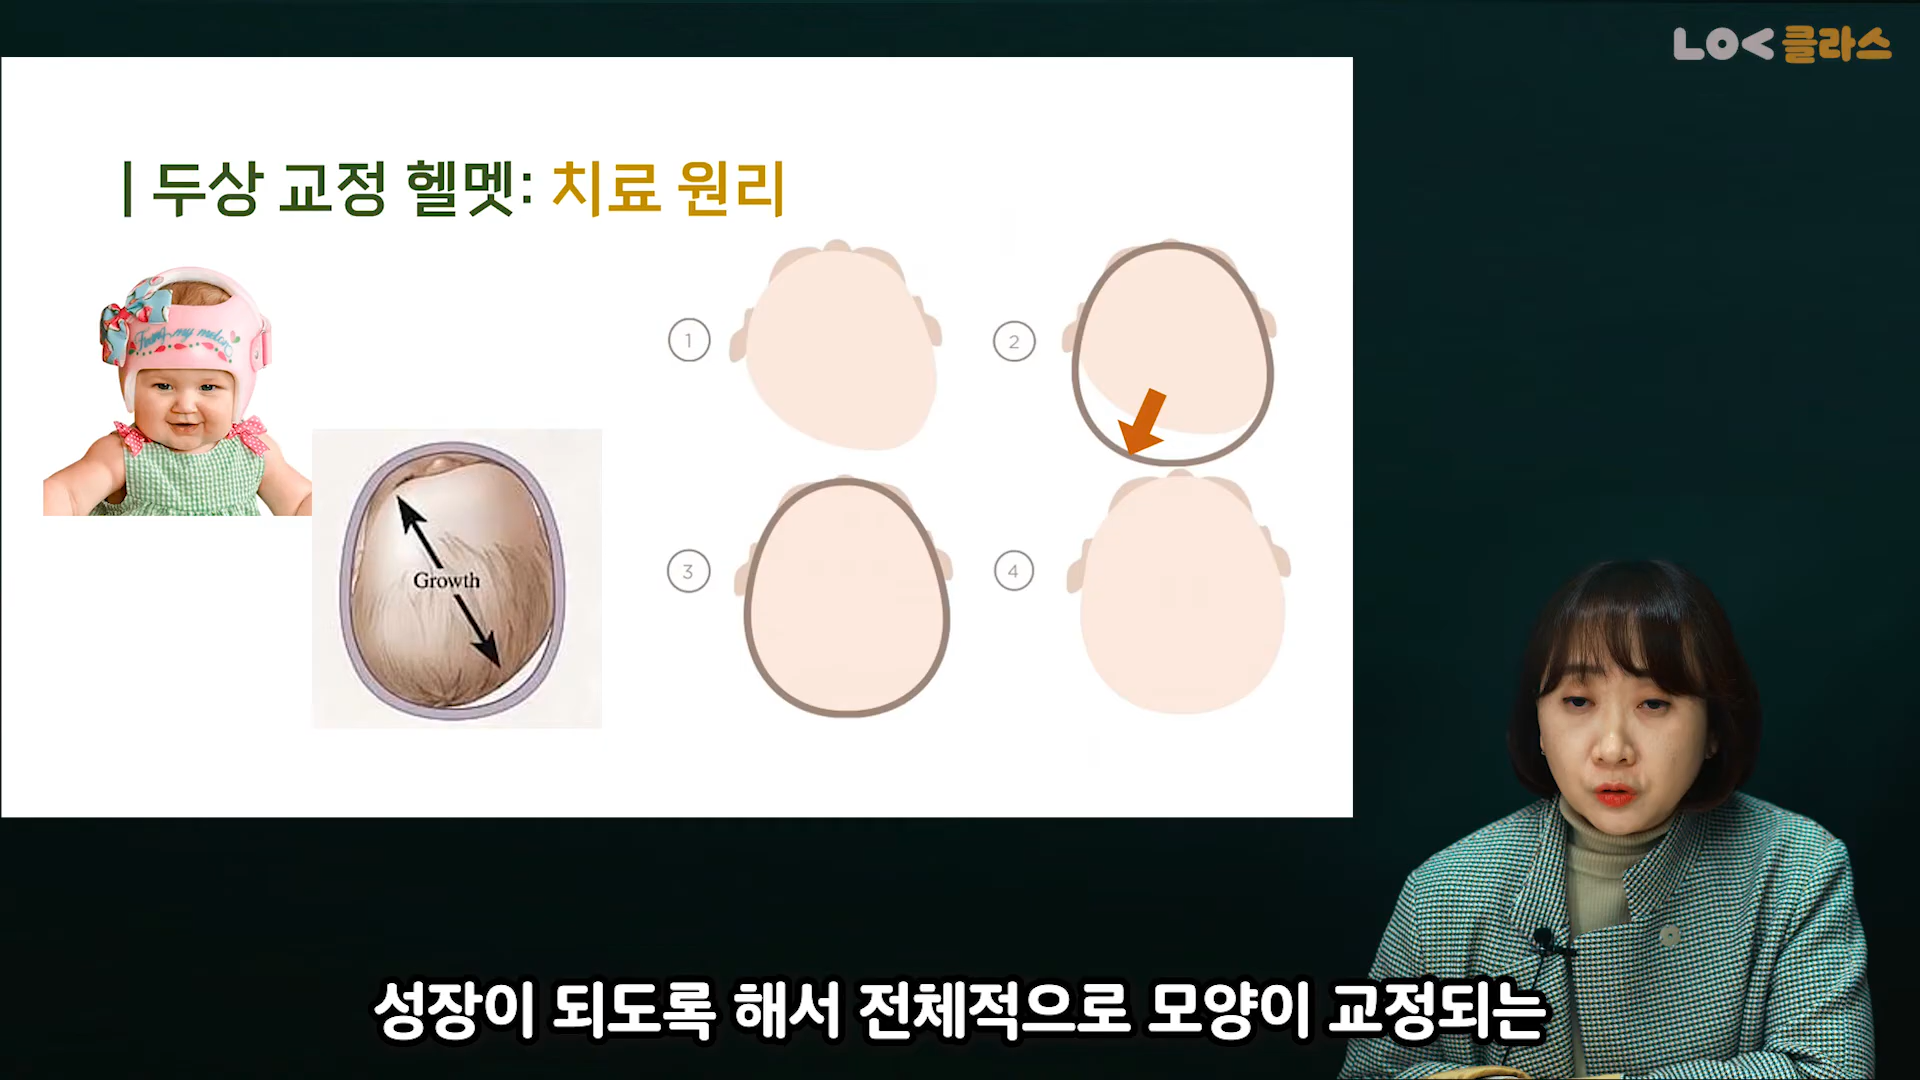 LOC 클라스
| 두상 교정 헬멧: 치료 원리
1
2
Growth
3
4
성장이 되도록 해서 전체적으로 모양이 교정되는